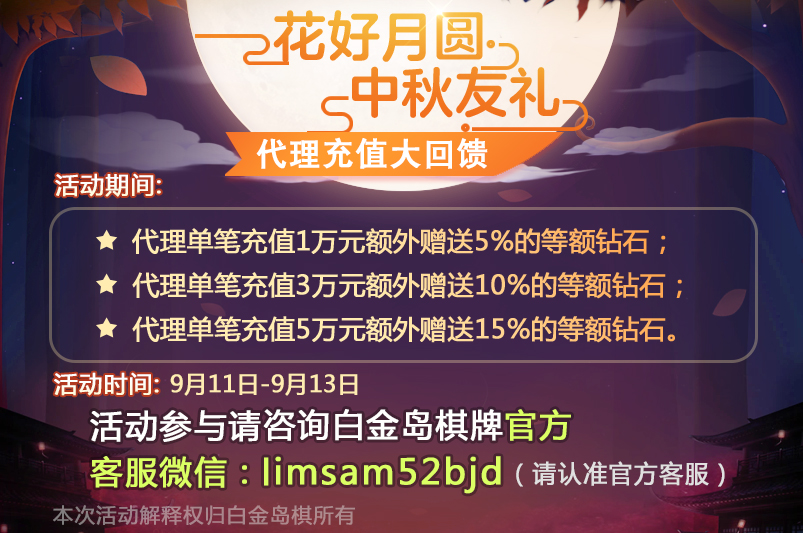 花好月圆·
中秋友礼
代理充值大回馈
活动期间:
★ 代理单笔充值1万元额外赠送5%的等额钻石；
★ 代理单笔充值3万元额外赠送10%的等额钻石；
★ 代理单笔充值5万元额外赠送15%的等额钻石。
活动时间: 9月11日-9月13日
活动参与请咨询白金岛棋牌官方
客服微信：limsam52bjd（请认准官方客服）
本次活动解释权归白金岛棋所有